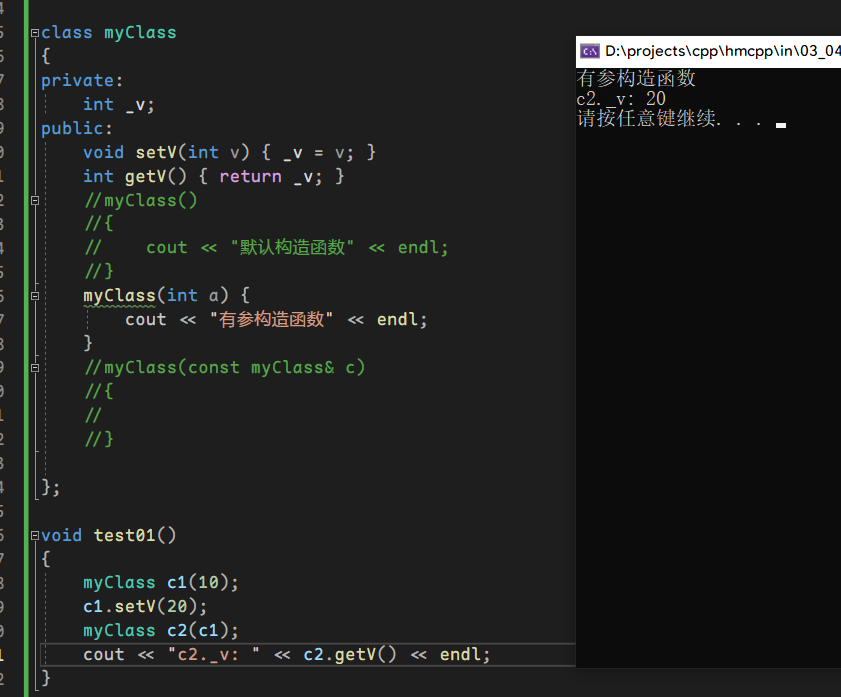 class myClass
{
private:
int _v;
public:
void setV(int v) { _v = v; }
int getV() { return _v; }
//myClass()
//{
// cout << "默认构造函数" << endl;
//}
myClass(int a) {
cout << "有参构造函数" << endl;
}
//myClass(const myClass& c)
//{
//
//}
};
void test01()
{
myClass c1(10);
c1.setV(20);
myClass c2(c1);
cout << "c2._v: " << c2.getV() << endl;
}
D:\projects\cpp\hmcpp\in\03_04
有参构造函数
c2._v: 20
请按任意键继续. . .